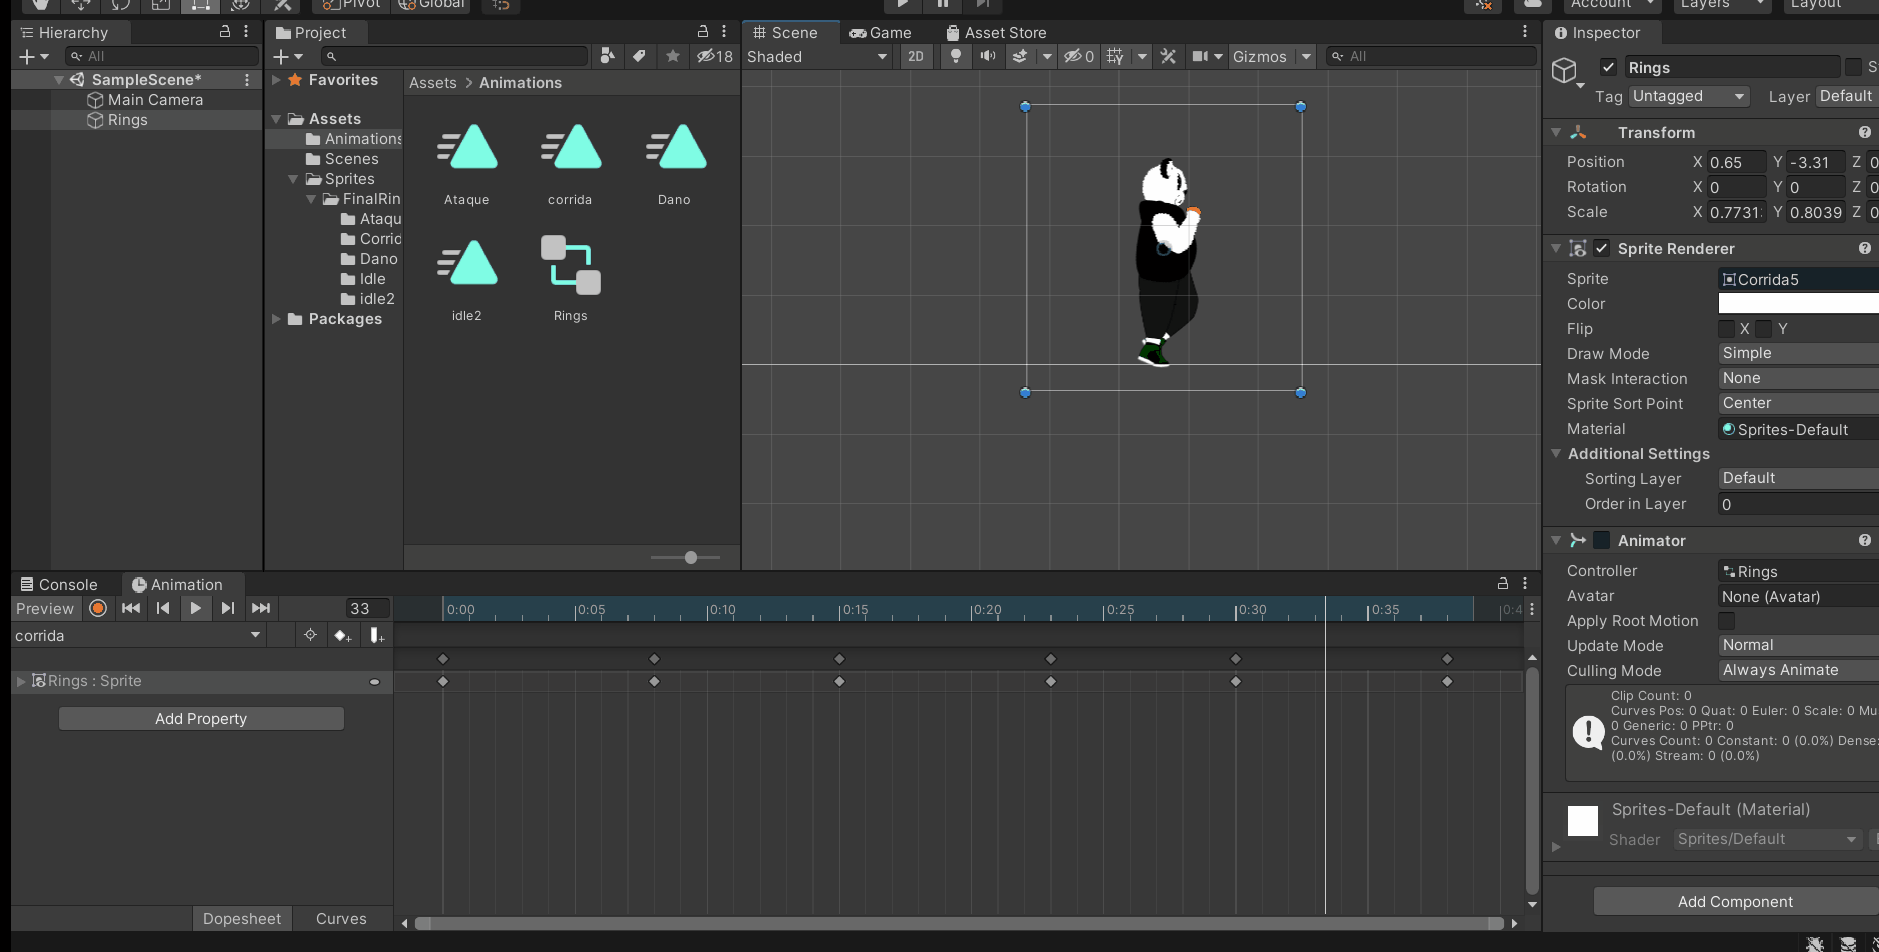 Pivot Global Account Layers Layout
Hierarchy
All
SampleScene*
Main Camera
Rings
Project
18
Favorites
Assets
Animations
Scenes
Sprites
FinalRin
Ataqu
Corrid
Dano
Idle
idle2
Packages
Assets > Animations
Ataque corrida Dano
idle2 Rings
Scene Game Asset Store
Shaded 2D 0 Gizmos All
Inspector
Rings S
Tag Untagged Layer Default
Transform
Position X 0.65 Y -3.31 Z 0
Rotation X 0 Y 0 Z 0
Scale X 0.7731 Y 0.8039 Z 0
Sprite Renderer
Sprite Corrida5
Color
Flip X Y
Draw Mode Simple
Mask Interaction None
Sprite Sort Point Center
Material Sprites-Default
Additional Settings
Sorting Layer Default
Order in Layer 0
Animator
Controller Rings
Avatar None (Avatar)
Apply Root Motion
Update Mode Normal
Culling Mode Always Animate
Clip Count: 0
Curves Pos: 0 Quat: 0 Euler: 0 Scale: 0 Mu
0 Generic: 0 PPtr: 0
Curves Count: 0 Constant: 0 (0.0%) Dense:
(0.0%) Stream: 0 (0.0%)
Sprites-Default (Material)
Shader Sprites/Default
Add Component
Console Animation
Preview 33 0:00 0:05 0:10 0:15 0:20 0:25 0:30 0:35 0:4
corrida
Rings : Sprite
Add Property
Dopesheet Curves